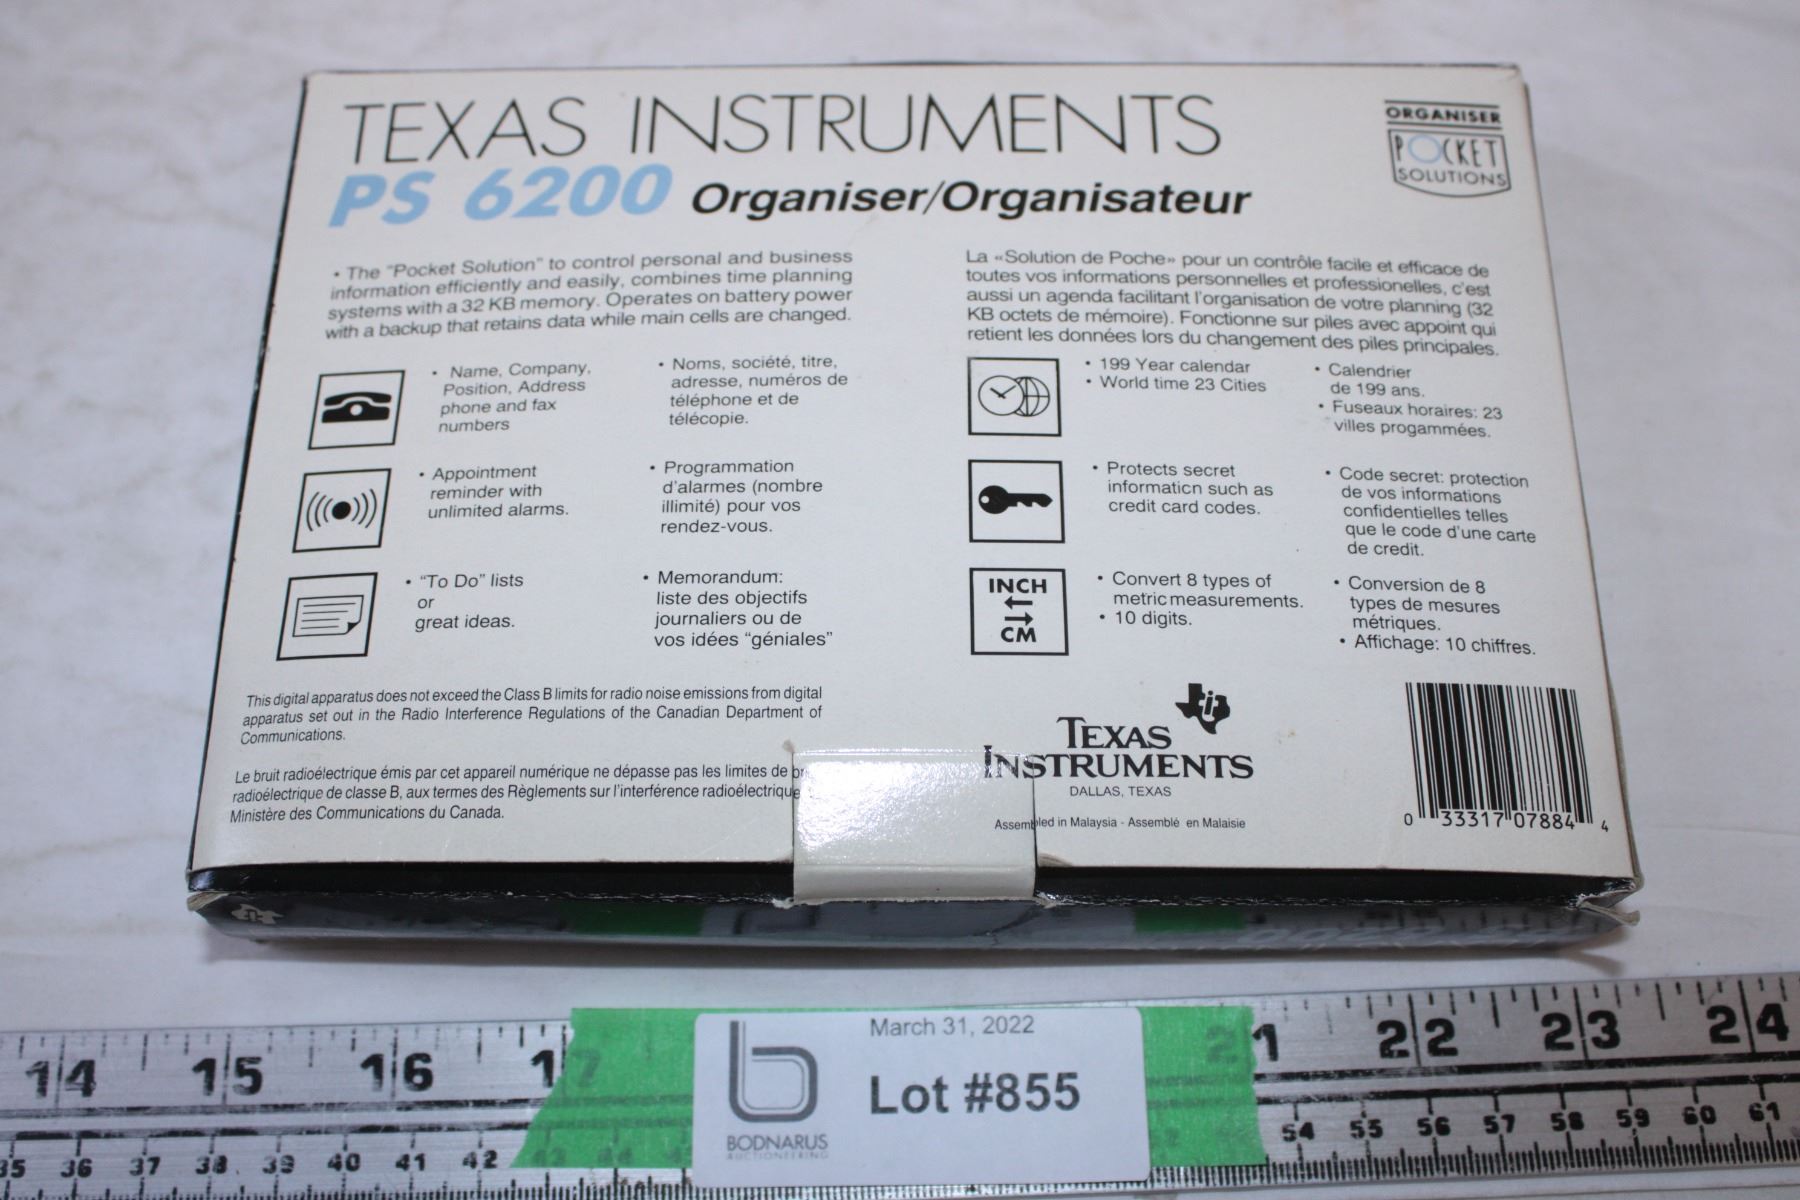 TEXAS INSTRUMENTS
PS 6200 Organiser/Organisateur
ORGANISER
POCKET
SOLUTIONS
• The "Pocket Solution" to control personal and business
information efficiently and easily, combines time planning
systems with a 32 KB memory. Operates on battery power
with a backup that retains data while main cells are changed.
La «Solution de Poche» pour un contrôle facile et efficace de
toutes vos informations personnelles et professionelles, c'est
aussi un agenda facilitant l'organisation de votre planning (32
KB octets de mémoire). Fonctionne sur piles avec appoint qui
retient les données lors du changement des piles principales.
• Name, Company,
Position, Address
phone and fax
numbers
• Noms, société, titre,
adresse, numéros de
téléphone et de
télécopie.
• Appointment
reminder with
unlimited alarms.
• Programmation
d'alarmes (nombre
illimité) pour vos
rendez-vous.
• "To Do" lists
or
great ideas.
• Memorandum:
liste des objectifs
journaliers ou de
vos idées "géniales"
• 199 Year calendar
• World time 23 Cities
• Calendrier
de 199 ans.
• Fuseaux horaires: 23
villes progammées.
• Protects secret
information such as
credit card codes.
• Code secret: protection
de vos informations
confidentielles telles
que le code d'une carte
de credit.
INCH
CM
• Convert 8 types of
metric measurements.
• 10 digits.
• Conversion de 8
types de mesures
métriques.
• Affichage: 10 chiffres.
This digital apparatus does not exceed the Class B limits for radio noise emissions from digital
apparatus set out in the Radio Interference Regulations of the Canadian Department of
Communications.
Le bruit radioélectrique émis par cet appareil numérique ne dépasse pas les limites de
radioélectrique de classe B, aux termes des Règlements sur l'interférence radioélectrique
Ministère des Communications du Canada.
TEXAS
INSTRUMENTS
DALLAS, TEXAS
Assembled in Malaysia - Assemblé en Malaisie
0 33317 07884 4
14 15 16 17 21 22 23 24
March 31, 2022
Lot #855
BODNARUS
AUCTIONEERING
35 36 37 38 39 40 41 42 43 44 54 55 56 57 58 59 60 61